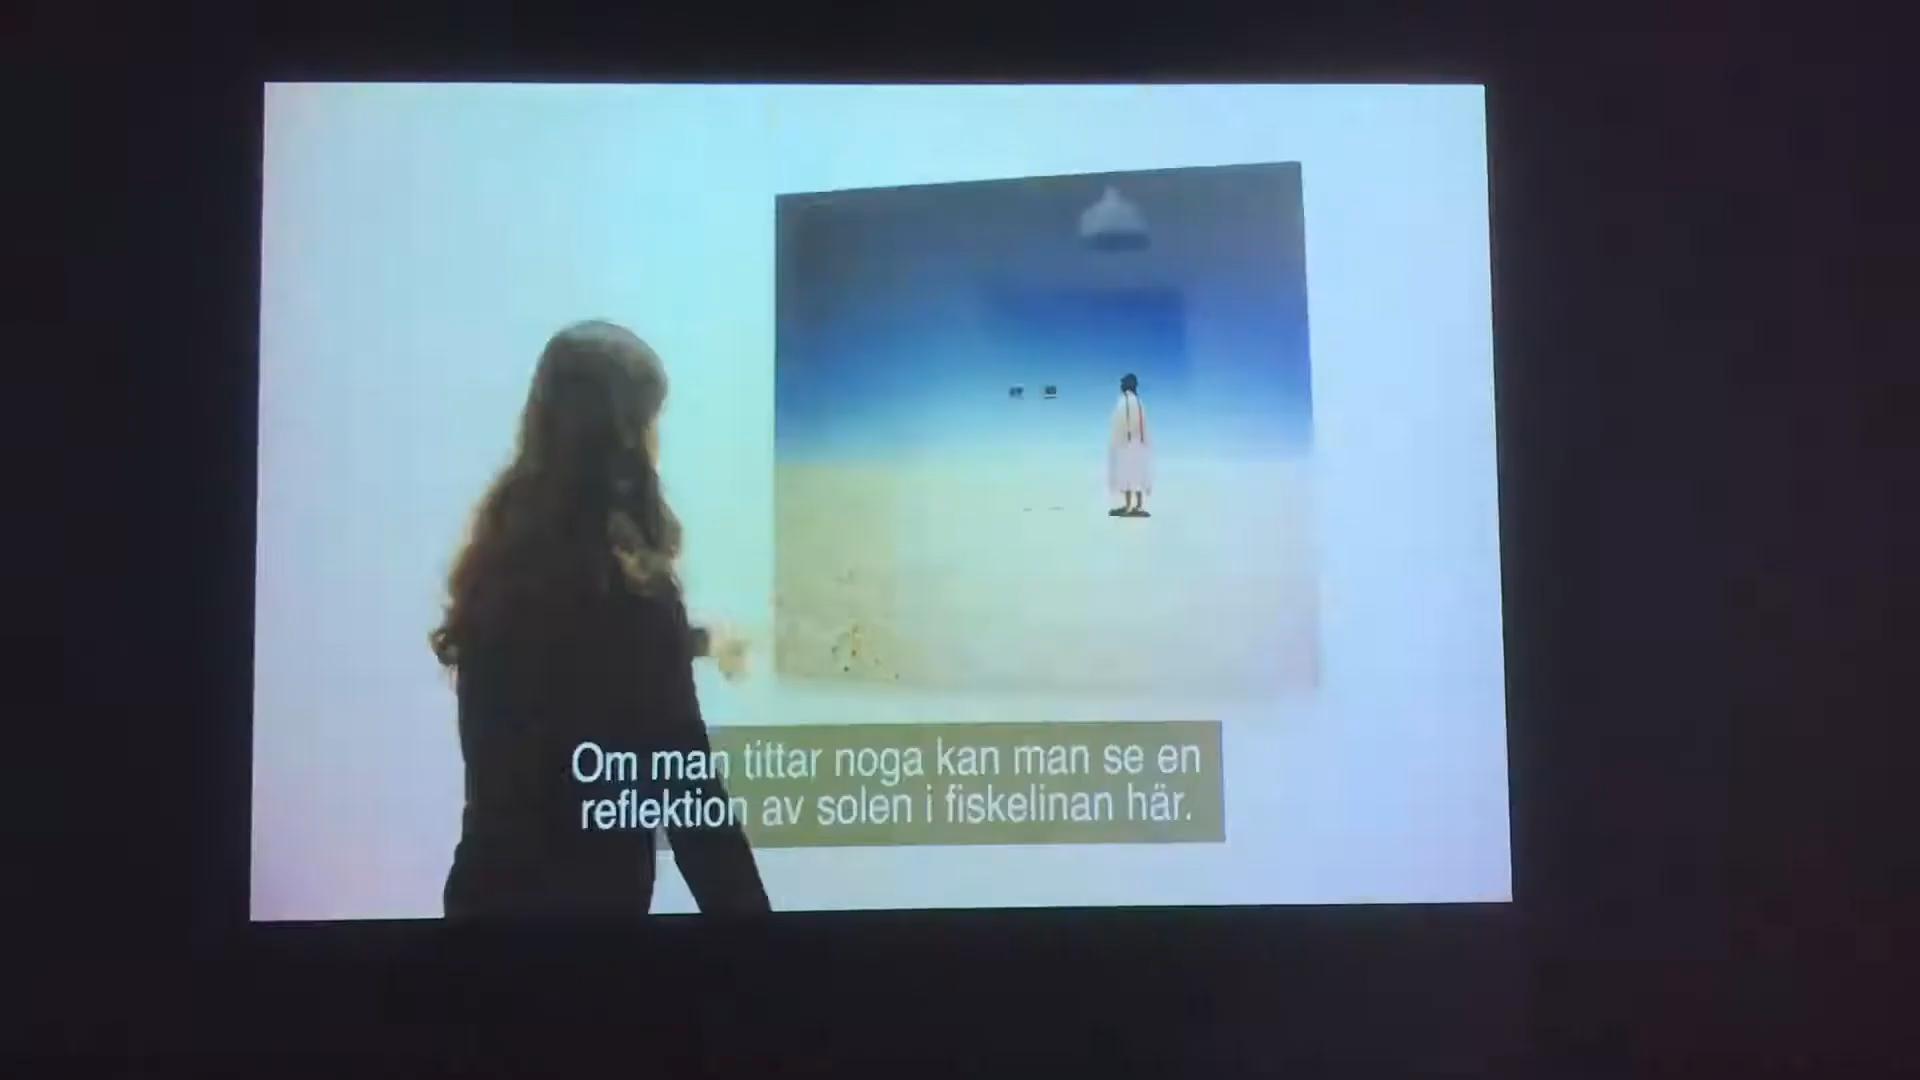 Om man tittar noga kan man se en
reflektion av solen i fiskelinan här.